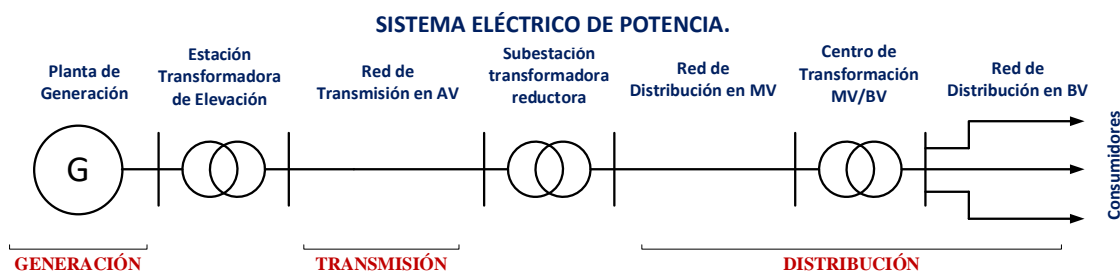 SISTEMA ELÉCTRICO DE POTENCIA.
Planta de
Generación
Estación
Transformadora
de Elevación
Red de
Transmisión en AV
Subestación
transformadora
reductora
Red de
Distribución en MV
Centro de
Transformación
MV/BV
Red de
Distribución en BV
G
Consumidores
GENERACIÓN
TRANSMISIÓN
DISTRIBUCIÓN